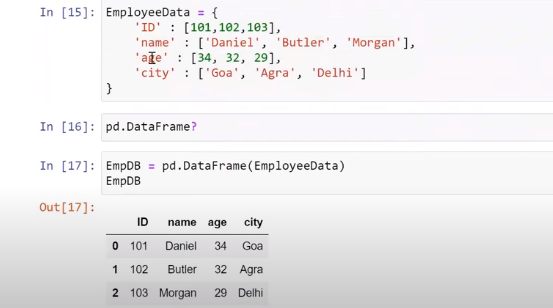 In [15]: EmployeeData = {
'ID' : [101,102,103],
'name' : ['Daniel', 'Butler', 'Morgan'],
'age' : [34, 32, 29],
'city' : ['Goa', 'Agra', 'Delhi']
}
In [16]: pd.DataFrame?
In [17]: EmpDB = pd.DataFrame(EmployeeData)
EmpDB
Out[17]:
ID name age city
0 101 Daniel 34 Goa
1 102 Butler 32 Agra
2 103 Morgan 29 Delhi